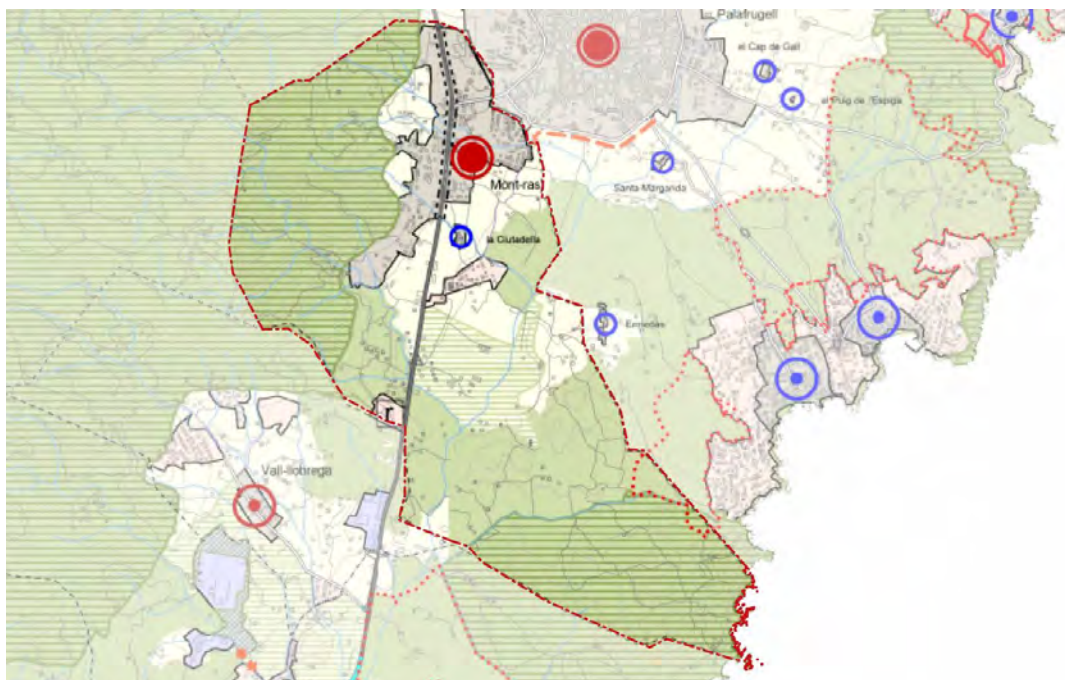 Palafrugell
el Cap de Gall
el Puig de l'Espiga
Santa Margarida
Mont-ras
la Ciutadella
Ermedàs
r
Vall-llobrega